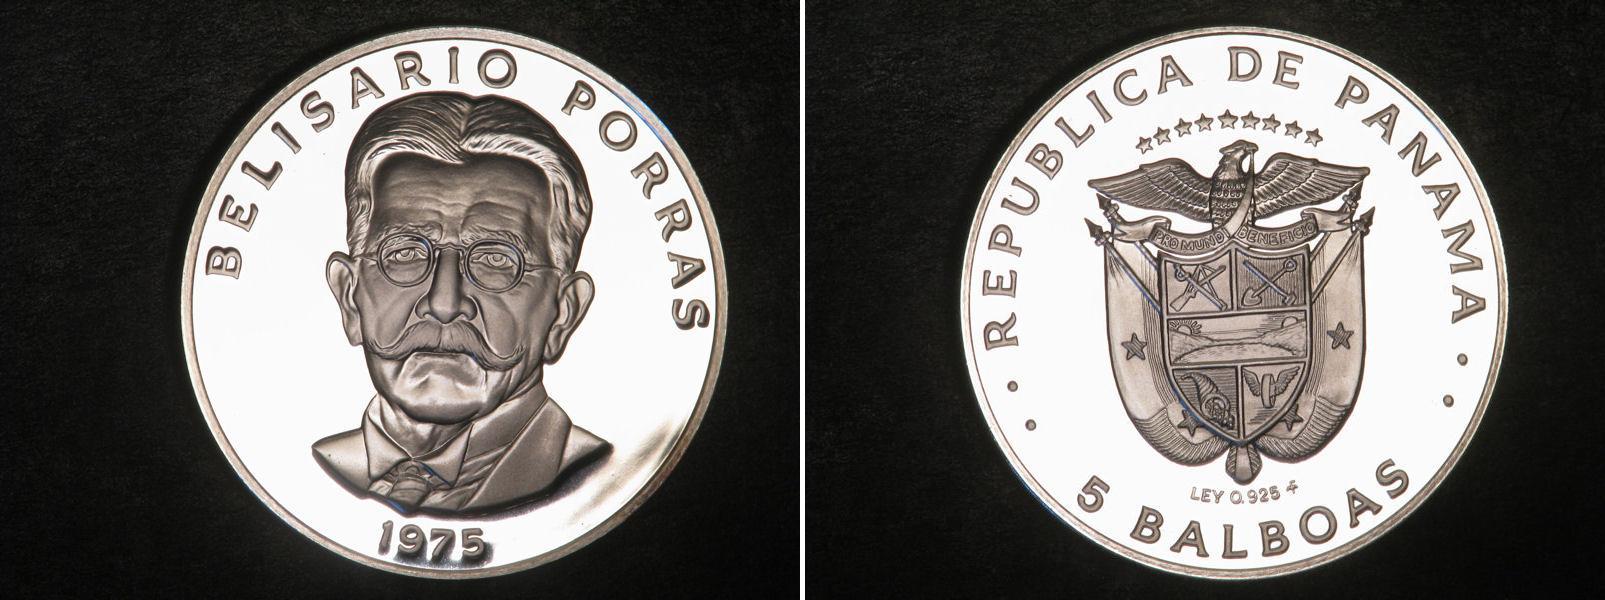 BELISARIO PORRAS
1975
REPUBLICA DE PANAMA
PRO MUNDI BENEFICIO
LEY 0.925
5 BALBOAS